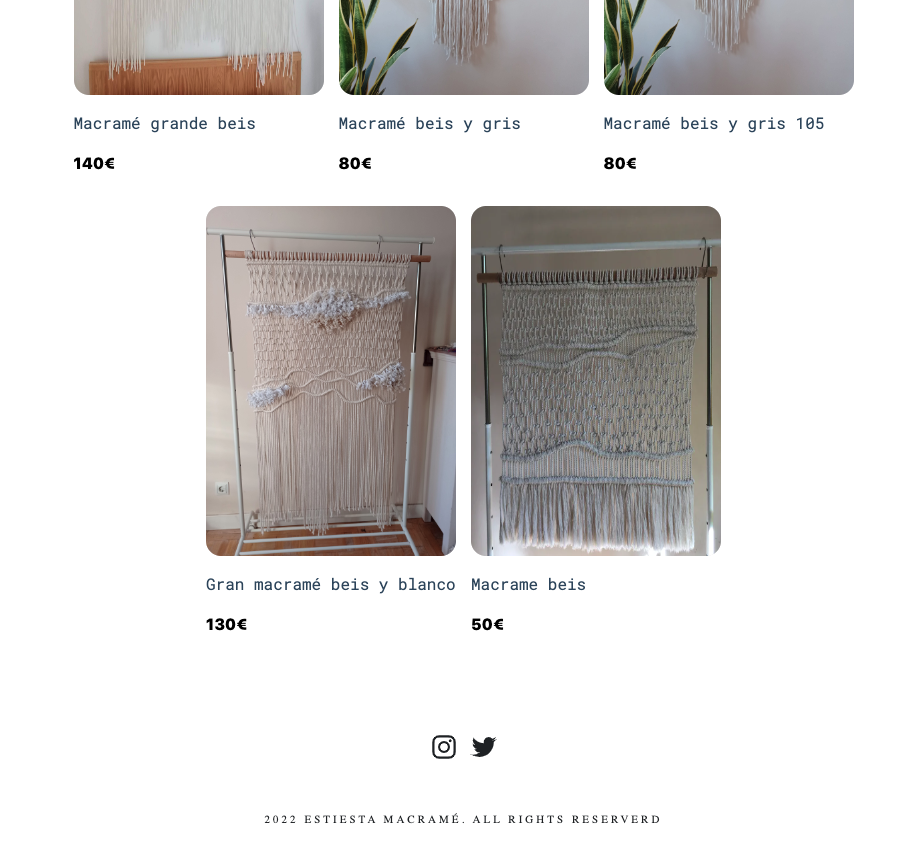 Macramé grande beis
Macramé beis y gris
Macramé beis y gris 105
140€
80€
80€
Gran macramé beis y blanco
Macrame beis
130€
50€
2022 ESTIESTA MACRAMÉ. ALL RIGHTS RESERVERD